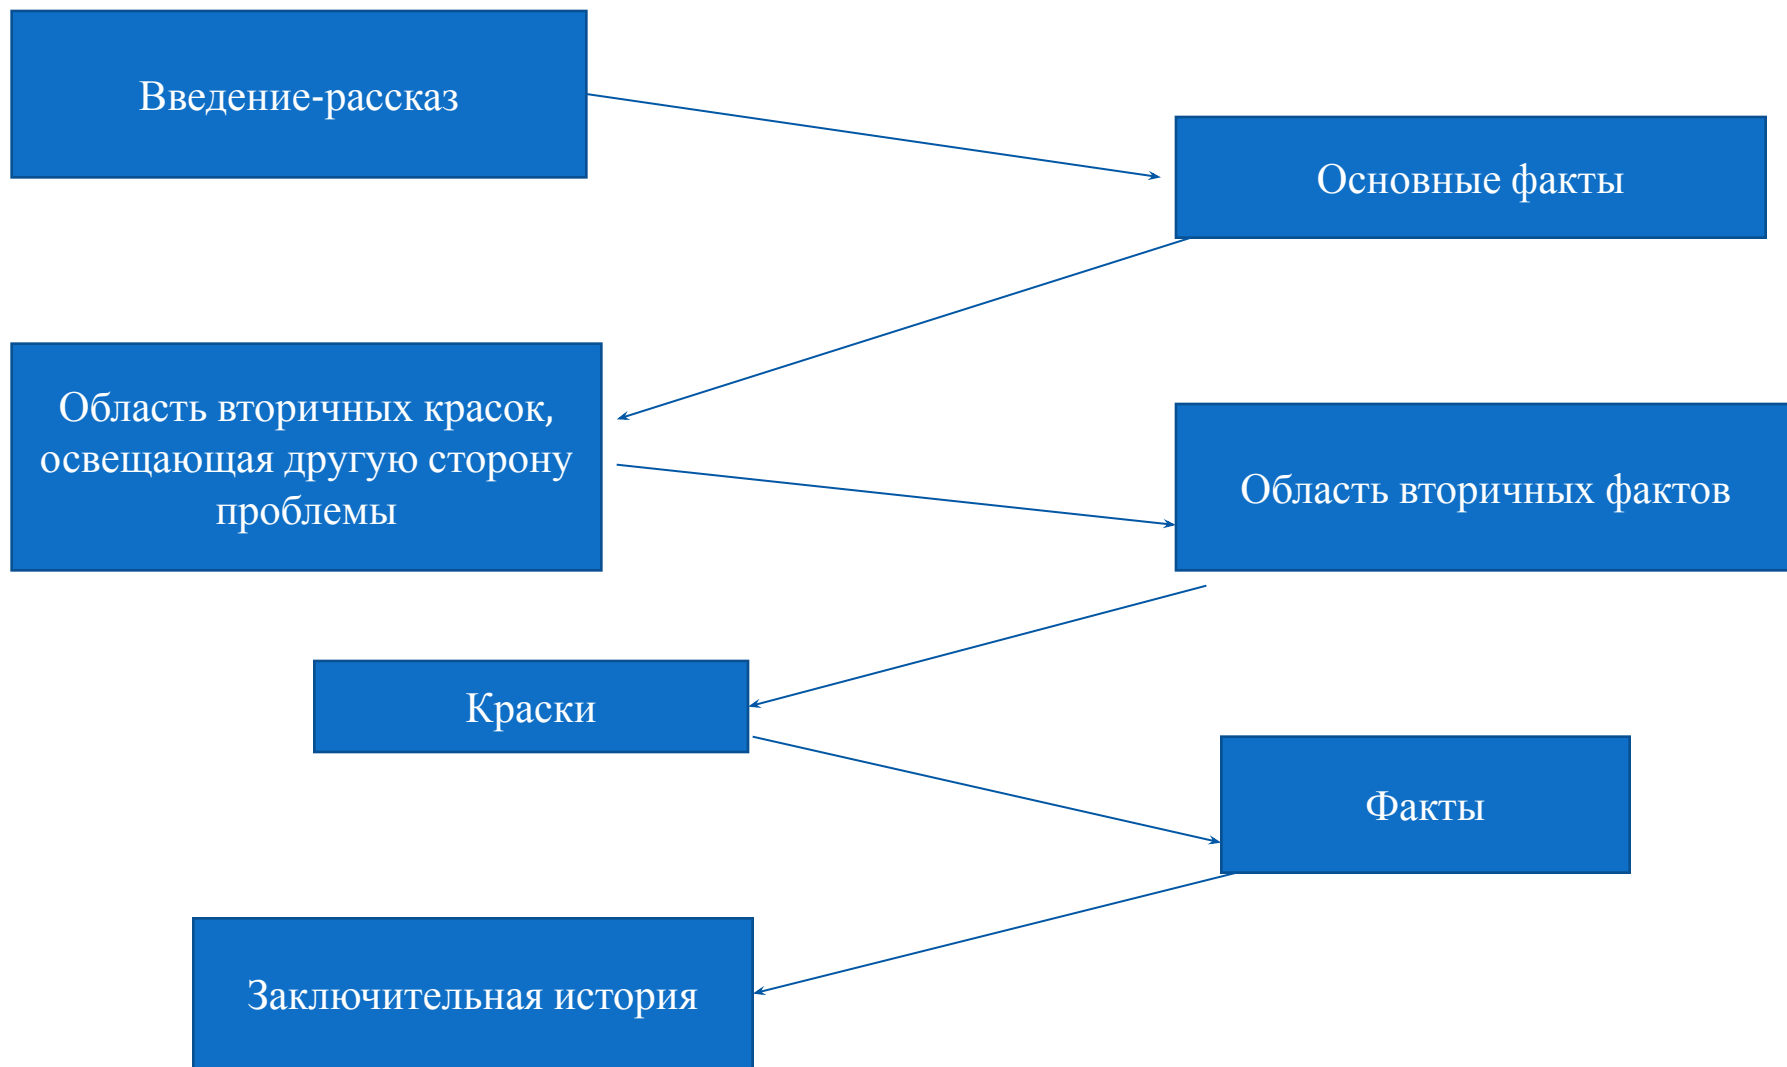 Введение-рассказ
Основные факты
Область вторичных красок,
освещающая другую сторону
проблемы
Область вторичных фактов
Краски
Факты
Заключительная история